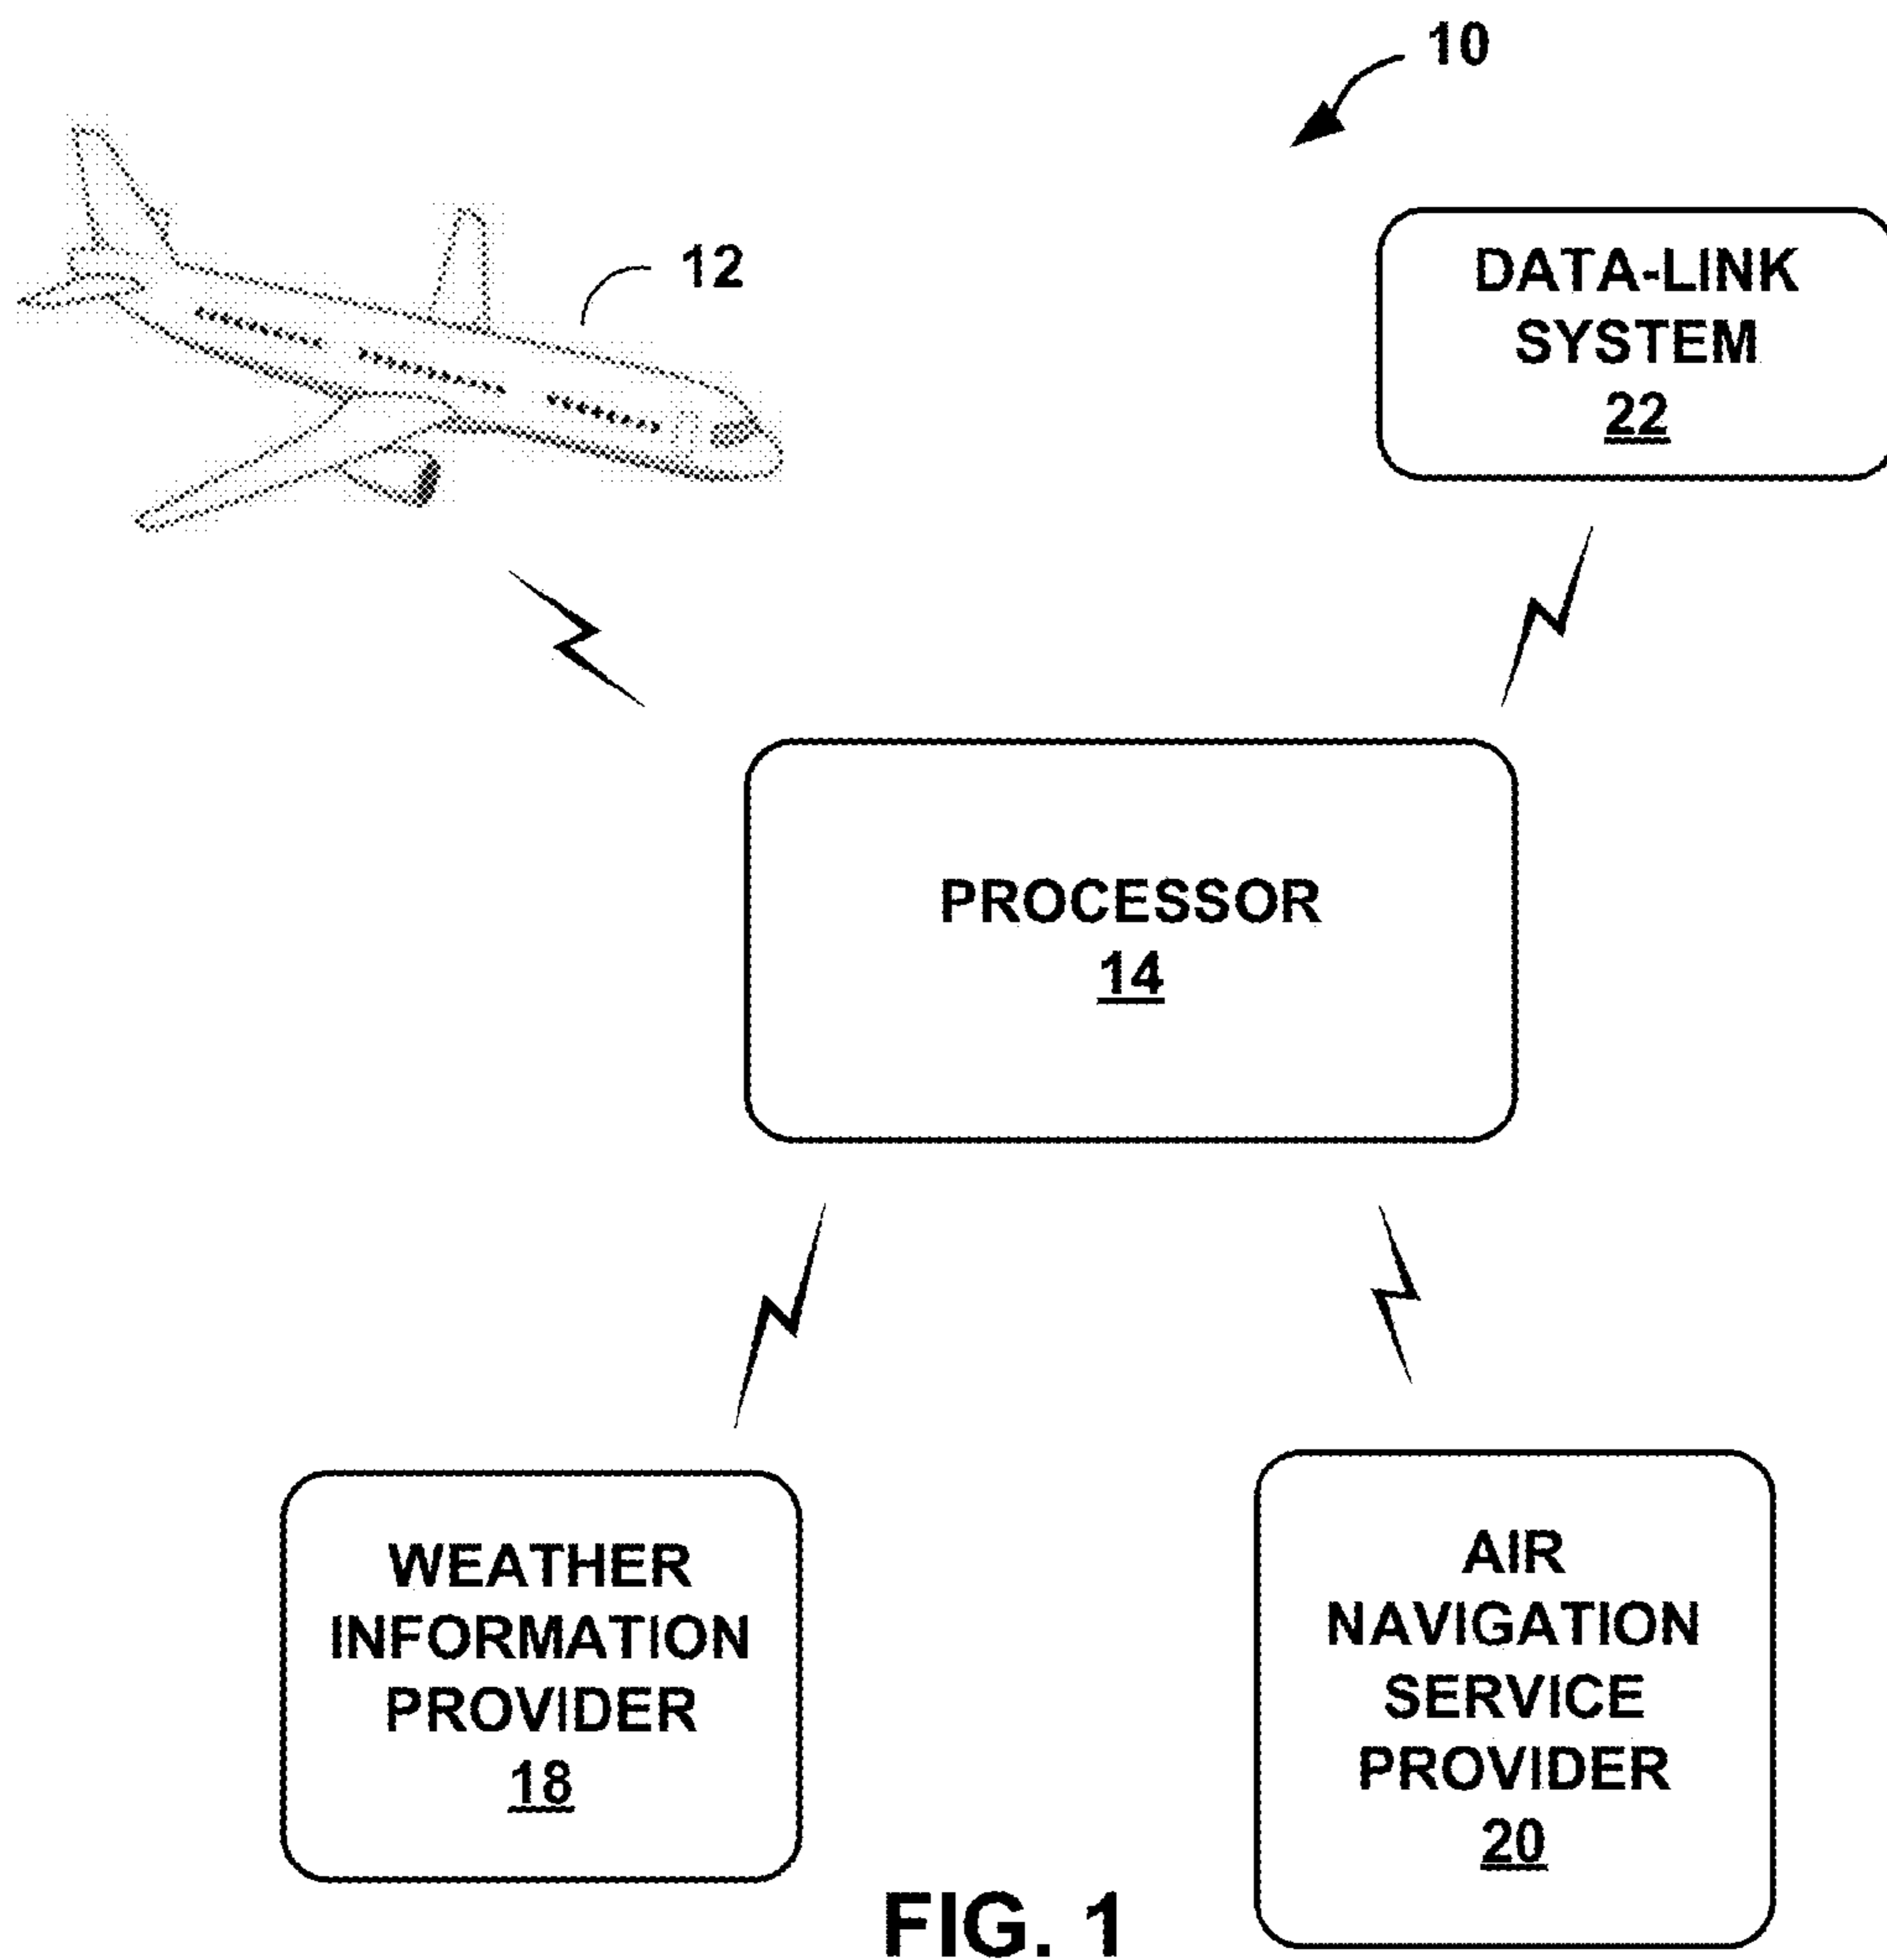 10
12
DATA-LINK
SYSTEM
22
PROCESSOR
14
WEATHER
INFORMATION
PROVIDER
18
AIR
NAVIGATION
SERVICE
PROVIDER
20
FIG. 1